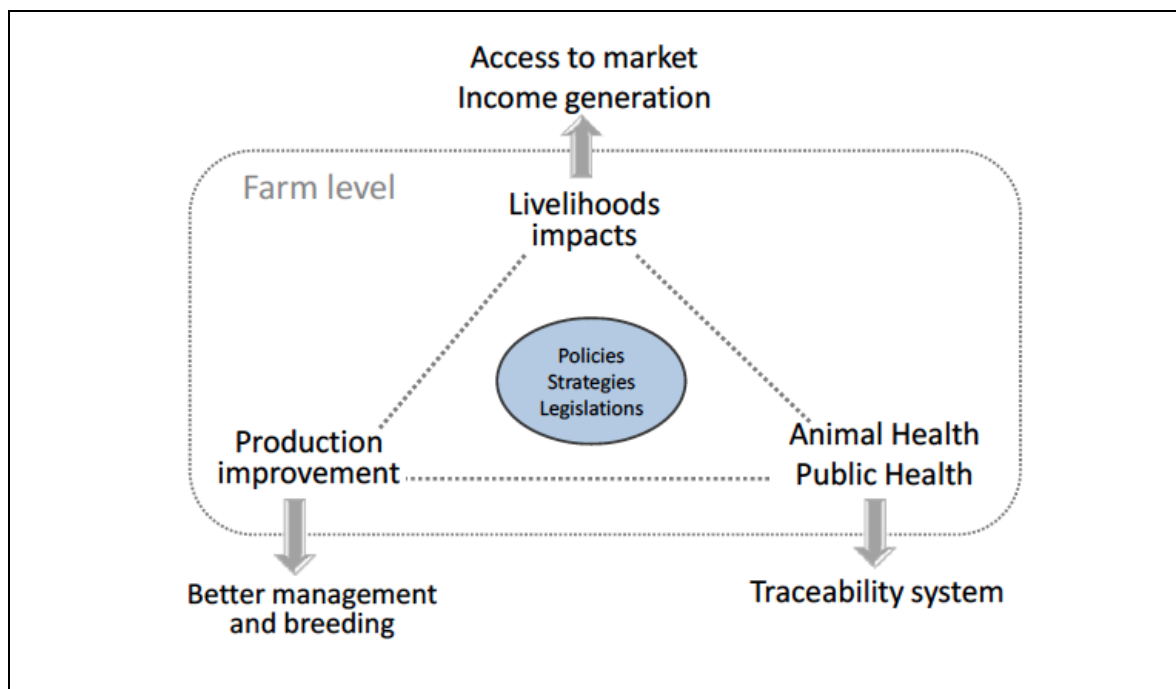 Access to market
Income generation
Farm level
Livelihoods
impacts
Policies
Strategies
Legislations
Production
improvement
Animal Health
Public Health
Better management
and breeding
Traceability system